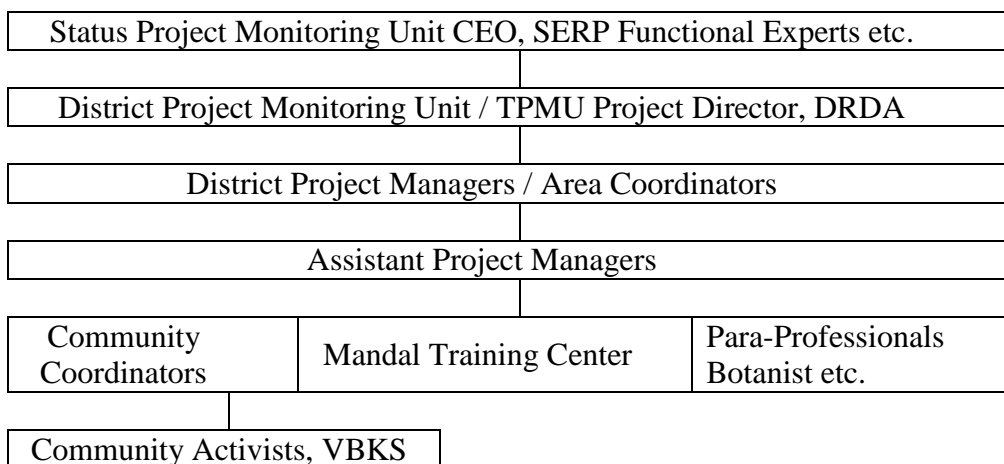 Status Project Monitoring Unit CEO, SERP Functional Experts etc.
District Project Monitoring Unit / TPMU Project Director, DRDA
District Project Managers / Area Coordinators
Assistant Project Managers
Community
Coordinators
Mandal Training Center
Para-Professionals
Botanist etc.
Community Activists, VBKS